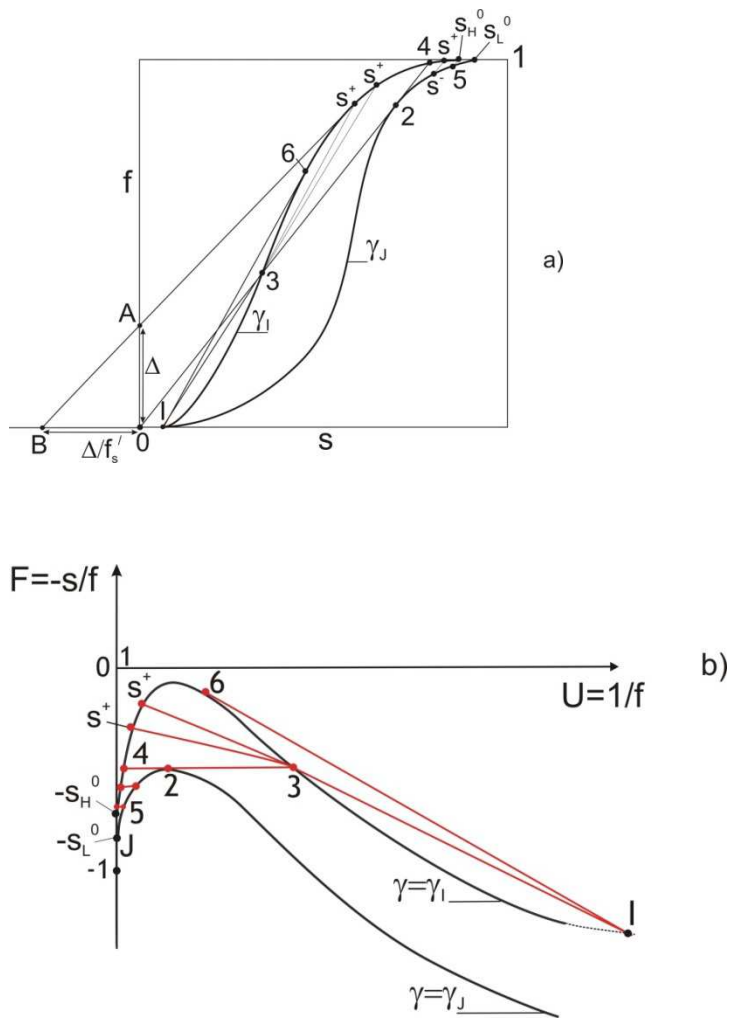 s_H^0 s_L^0
4 s^+ 1
s^+ s^+ s^- 5
2
6
f
γ_J
a)
3
A γ_I
Δ
I
B 0 s
Δ/f_s^/
F=-s/f
1
0 b)
6 U=1/f
s^+
s^+
4 2 3
-s_H^0 5
-s_L^0 J
-1 I
γ=γ_I
γ=γ_J